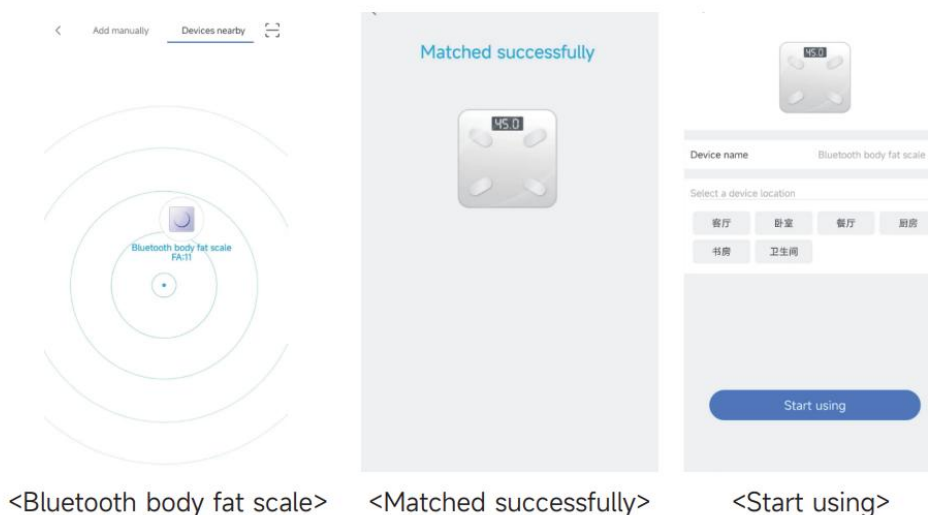 Add manually Devices nearby
Bluetooth body fat scale
FA:11
Matched successfully
45.0
45.0
Device name Bluetooth body fat scale
Select a device location
客厅 卧室 餐厅 厨房
书房 卫生间
Start using
<Bluetooth body fat scale> <Matched successfully> <Start using>